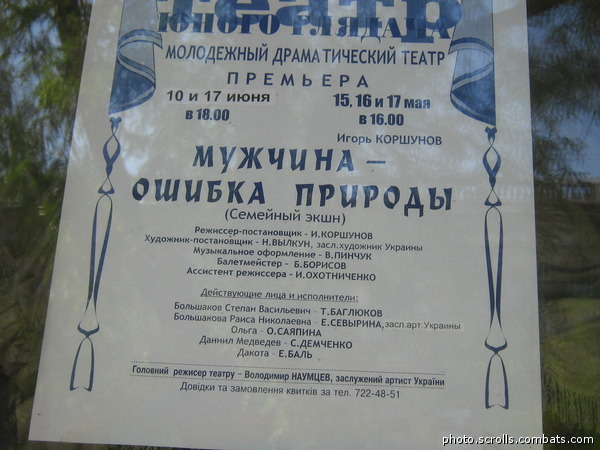 театр
ЮНОГО ГЛЯДАЧА
МОЛОДЕЖНЫЙ ДРАМАТИЧЕСКИЙ ТЕАТР
ПРЕМЬЕРА
10 и 17 июня
в 18.00
15, 16 и 17 мая
в 16.00
Игорь КОРШУНОВ
МУЖЧИНА –
ОШИБКА ПРИРОДЫ
(Семейный экшн)
Режиссер-постановщик - И.КОРШУНОВ
Художник-постановщик - Н.ВЫЛКУН, засл.художник Украины
Музыкальное оформление - В.ПИНЧУК
Балетмейстер - Б.БОРИСОВ
Ассистент режиссера - И.ОХОТНИЧЕНКО
Действующие лица и исполнители:
Большаков Степан Васильевич - Т.БАГЛЮКОВ
Большакова Раиса Николаевна - Е.СЕВЫРИНА, засл.арт.Украины
Ольга - О.САЯПИНА
Даниил Медведев - С.ДЕМЧЕНКО
Дакота - Е.БАЛЬ
Головний режисер театру - Володимир НАУМЦЕВ, заслужений артист України
Довідки та замовлення квитків за тел. 722-48-51
photo.scrolls.combats.com